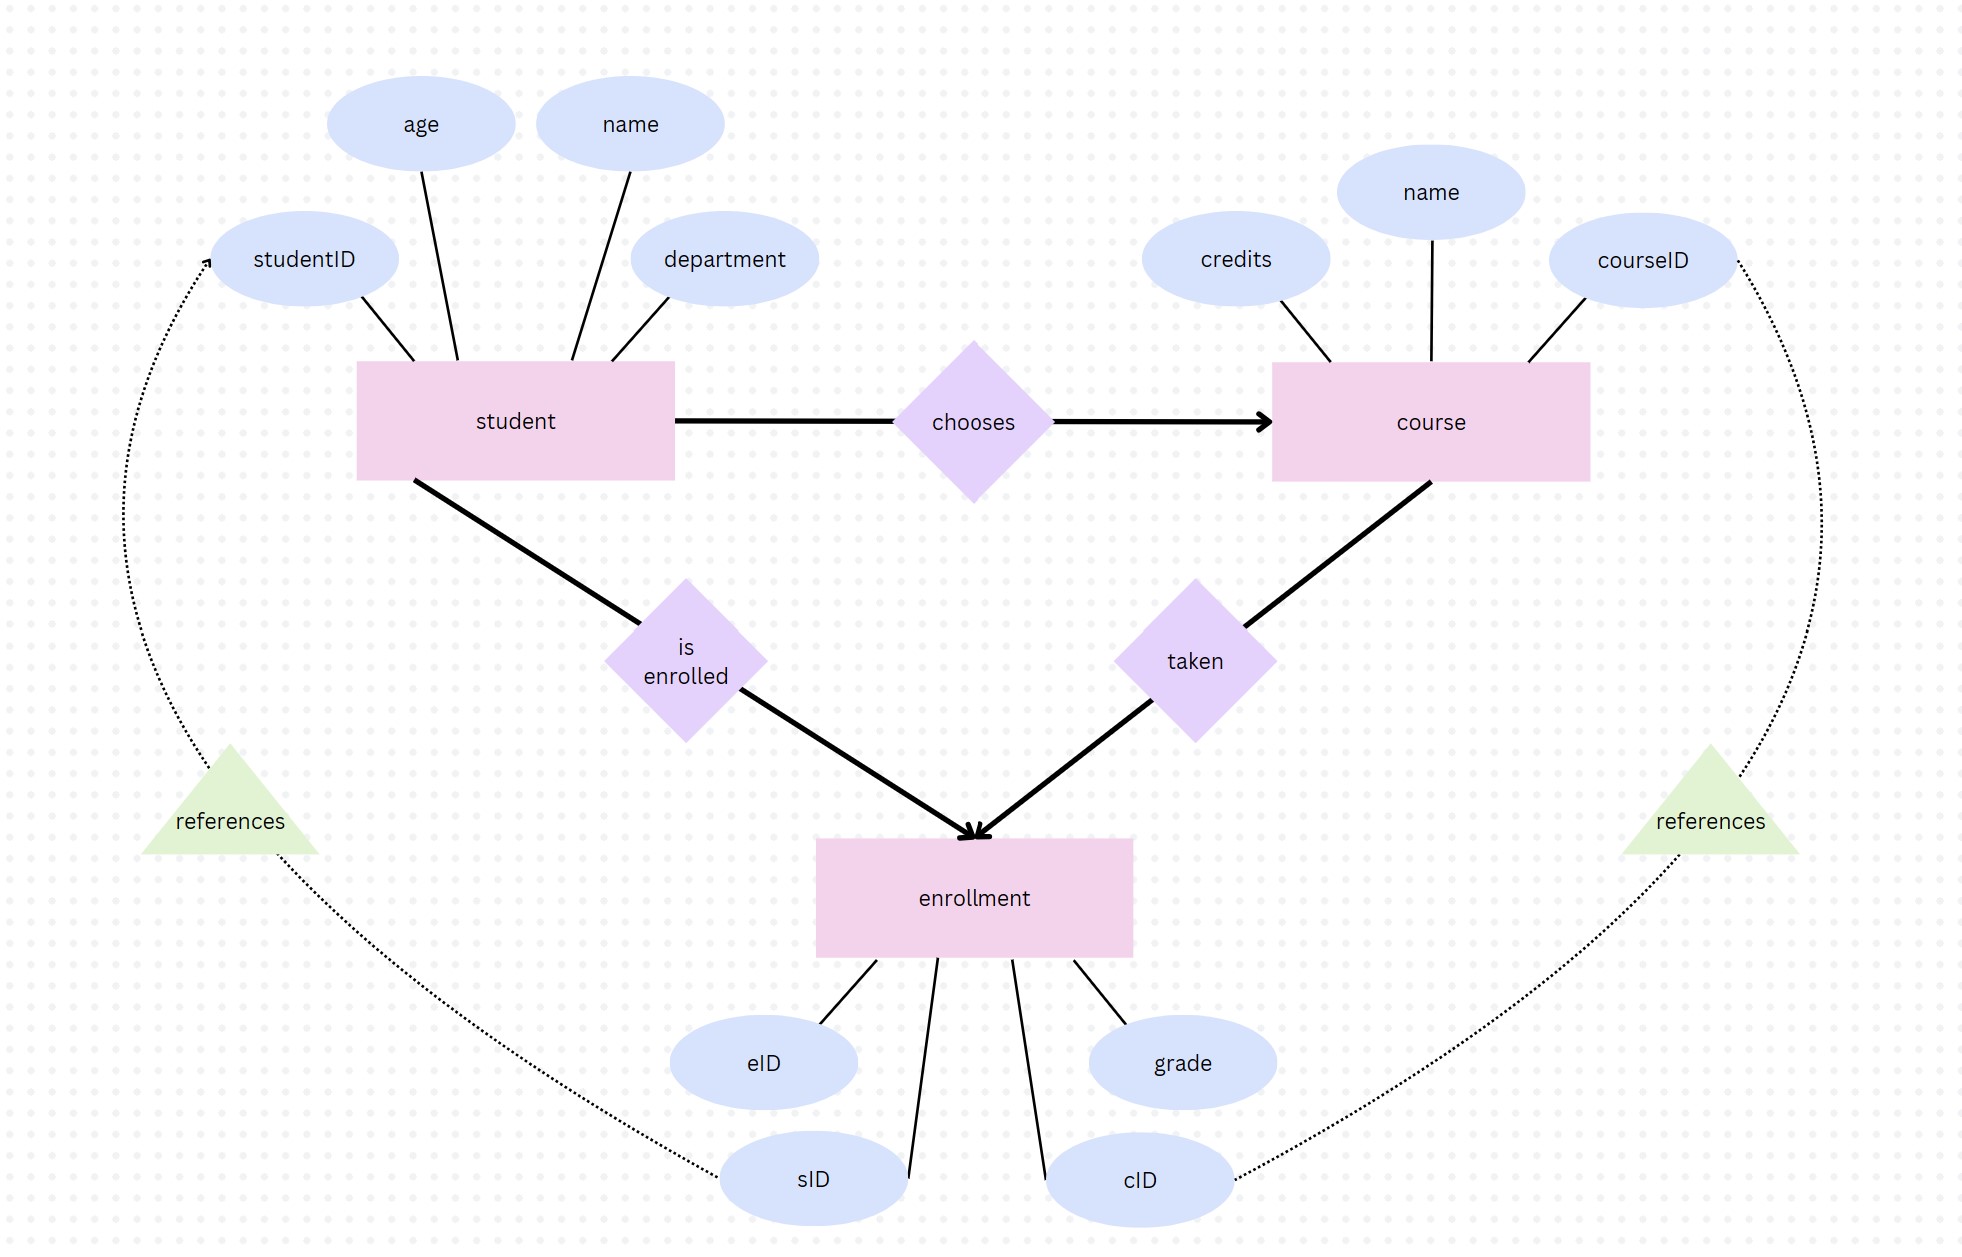 age
name
studentID
department
name
credits
courseID
student
chooses
course
is
enrolled
taken
references
references
enrollment
eID
grade
sID
cID